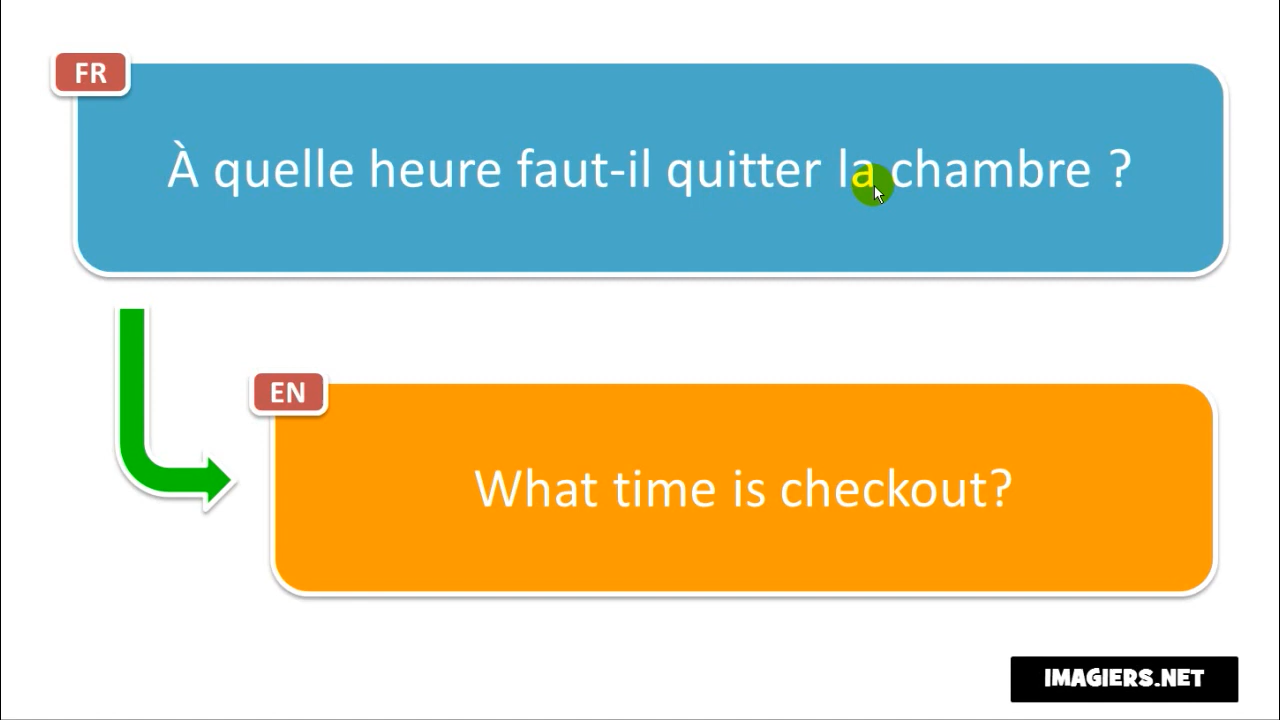 FR
À quelle heure faut-il quitter la chambre ?
EN
What time is checkout?
IMAGIERS.NET